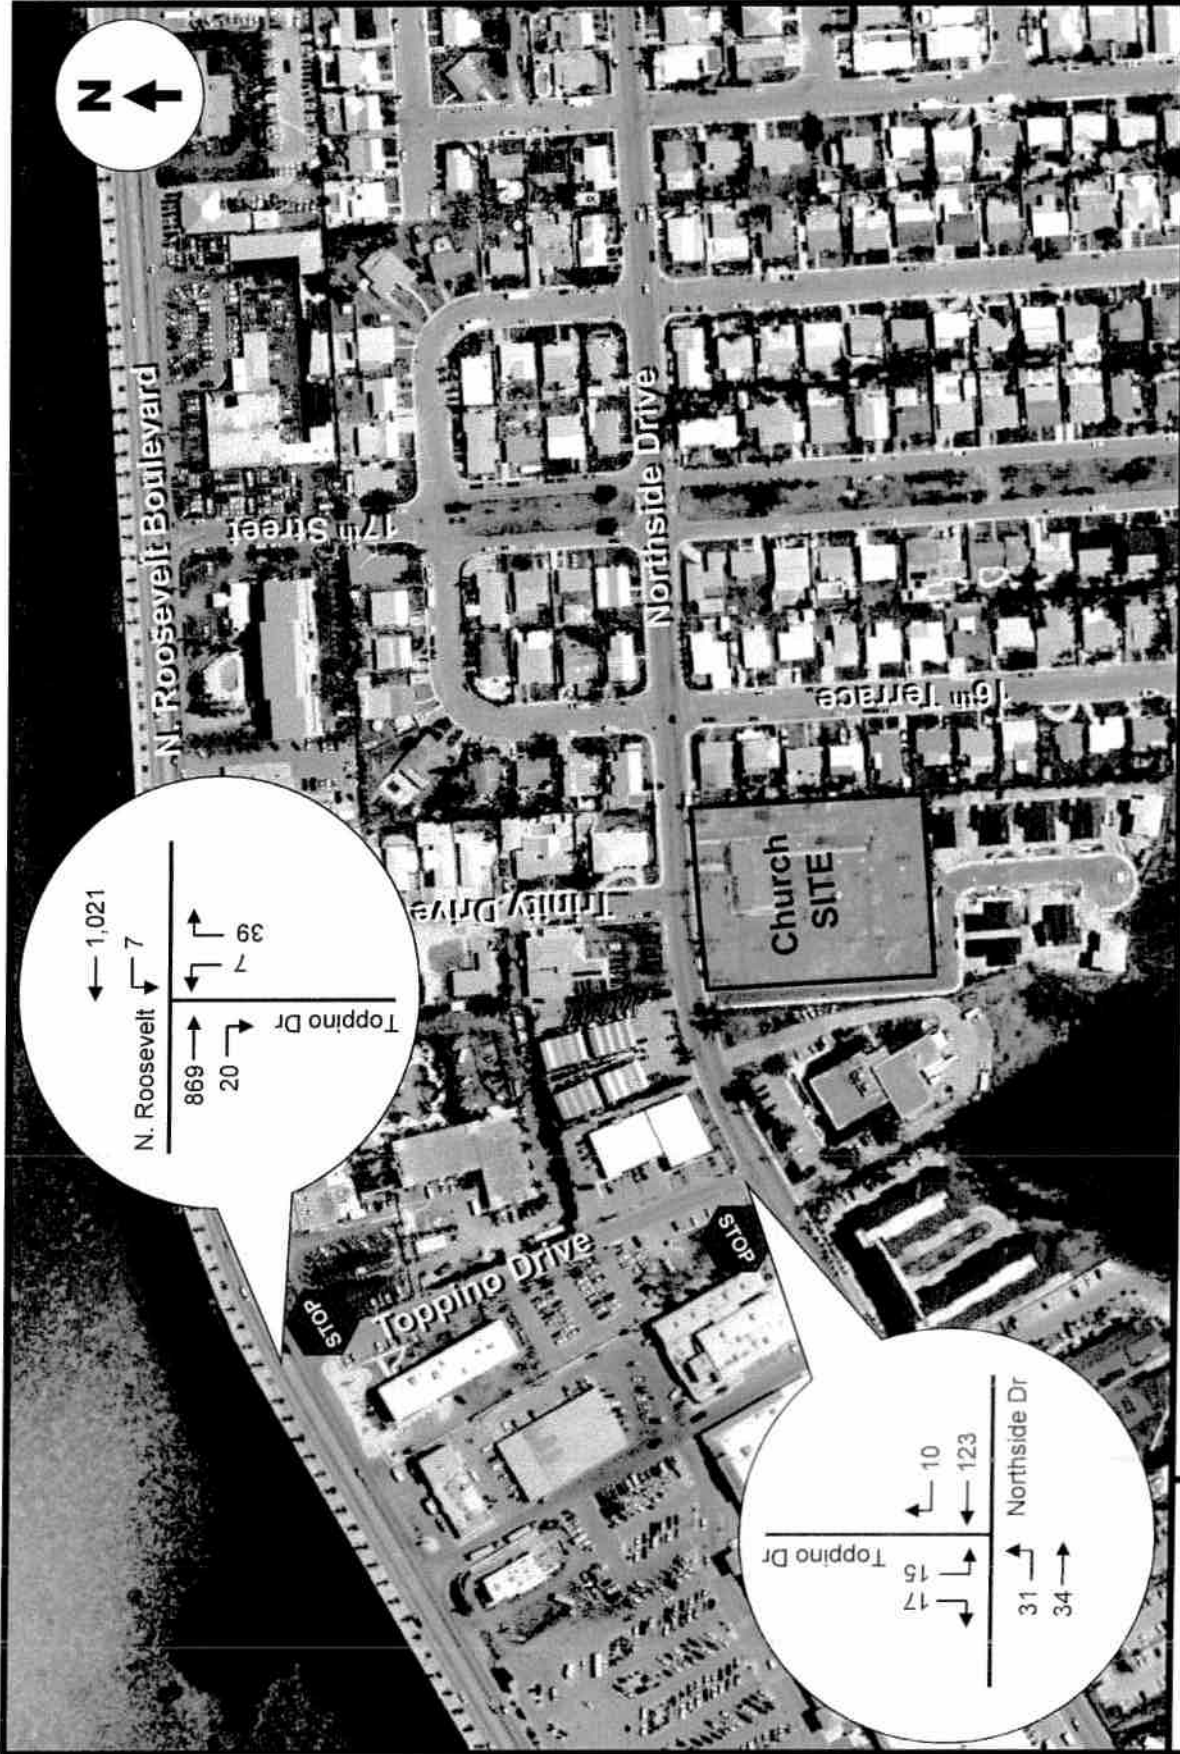 N
N. Roosevelt Boulevard
17th Street
Northside Drive
16th Terrace
Trinity Drive
Church
SITE
Toppino Drive
STOP
STOP
1,021
N. Roosevelt
7
869
20
7
39
Toppino Dr
Toppino Dr
17
15
10
123
31
34
Northside Dr